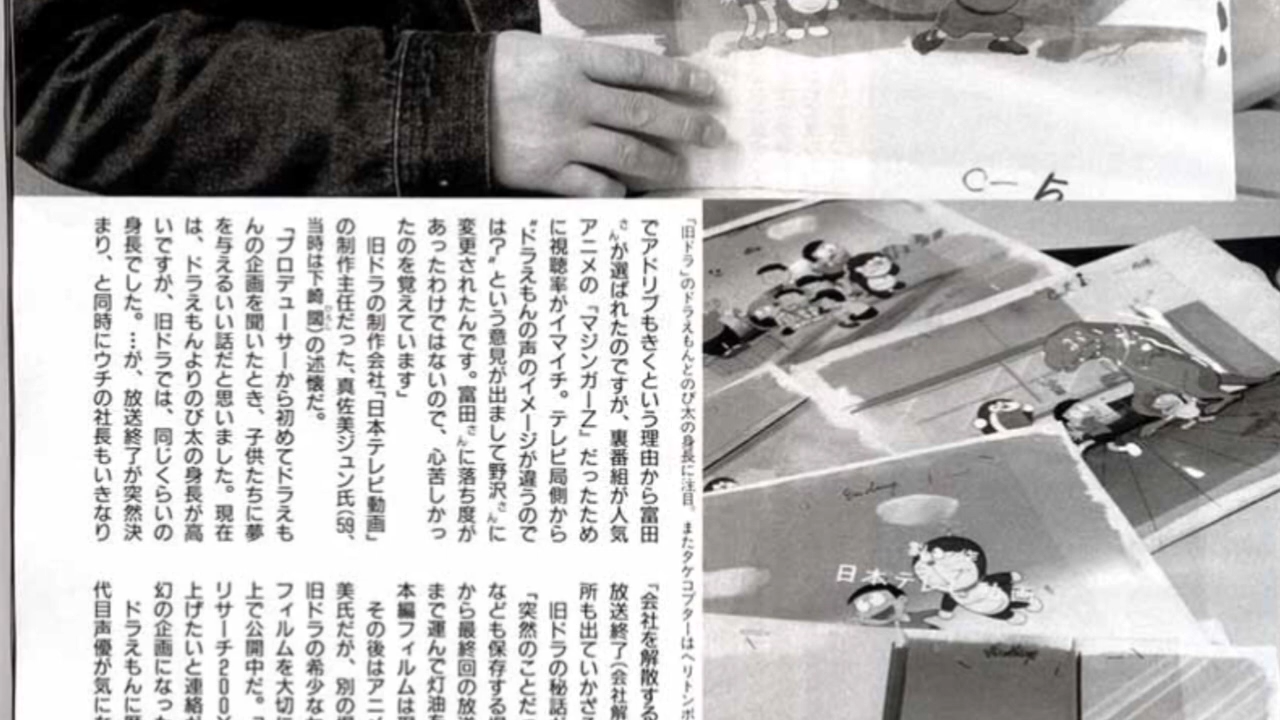 C-5
「旧ドラ」のドラえもんとのび太の身長に注目。またタケコプターはヘリトンボ
でアドリブもきくという理由から富田
さんが選ばれたのですが、裏番組が人気
アニメの「マジンガーZ」だったため
に視聴率がイマイチ。テレビ局側から
〝ドラえもんの声のイメージが違うので
は?〟という意見が出まして野沢さんに
変更されたんです。富田さんに落ち度が
あったわけではないので、心苦しかっ
たのを覚えています」
旧ドラの制作会社「日本テレビ動画」
の制作主任だった、真佐美ジュン氏(59、
当時は下崎闊)の述懐だ。
「プロデューサーから初めてドラえも
んの企画を聞いたとき、子供たちに夢
を与えるいい話だと思いました。現在
は、ドラえもんよりのび太の身長が高
いですが、旧ドラでは、同じくらいの
身長でした。…が、放送終了が突然決
まり、と同時にウチの社長もいきなり
「会社を解散する
放送終了(会社解
所も出ていかざる
旧ドラの秘話が
「突然のことだっ
なども保存する場
から最終回の放送
まで運んで灯油を
本編フィルムは
その後はアニメ
美氏だが、別の
旧ドラの希少な
フィルムを大切に
上で公開中だ。
リサーチ200X
上げたいと連絡が
幻の企画になった
ドラえもんに
代目声優が気にな
日本テ